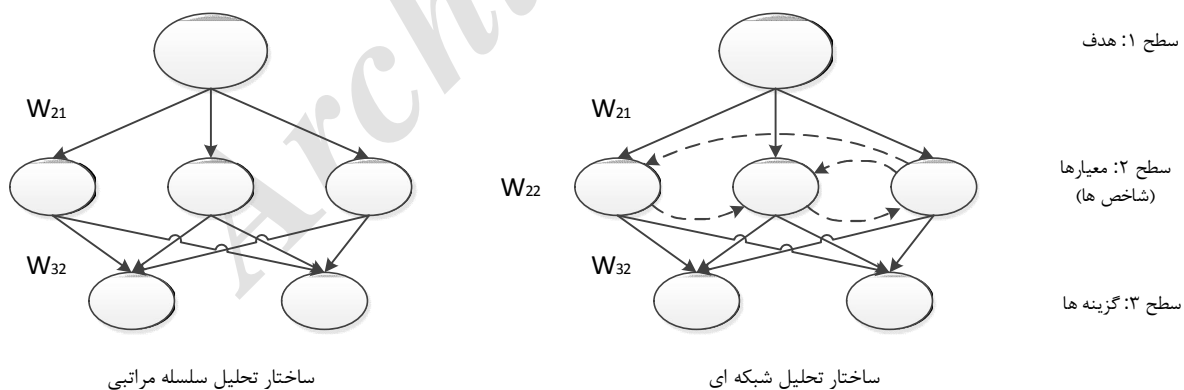 سطح ۱: هدف
W21
W21
سطح ۲: معیارها
(شاخص ها)
W22
W32
W32
سطح ۳: گزینه ها
ساختار تحلیل شبکه ای
ساختار تحلیل سلسله مراتبی